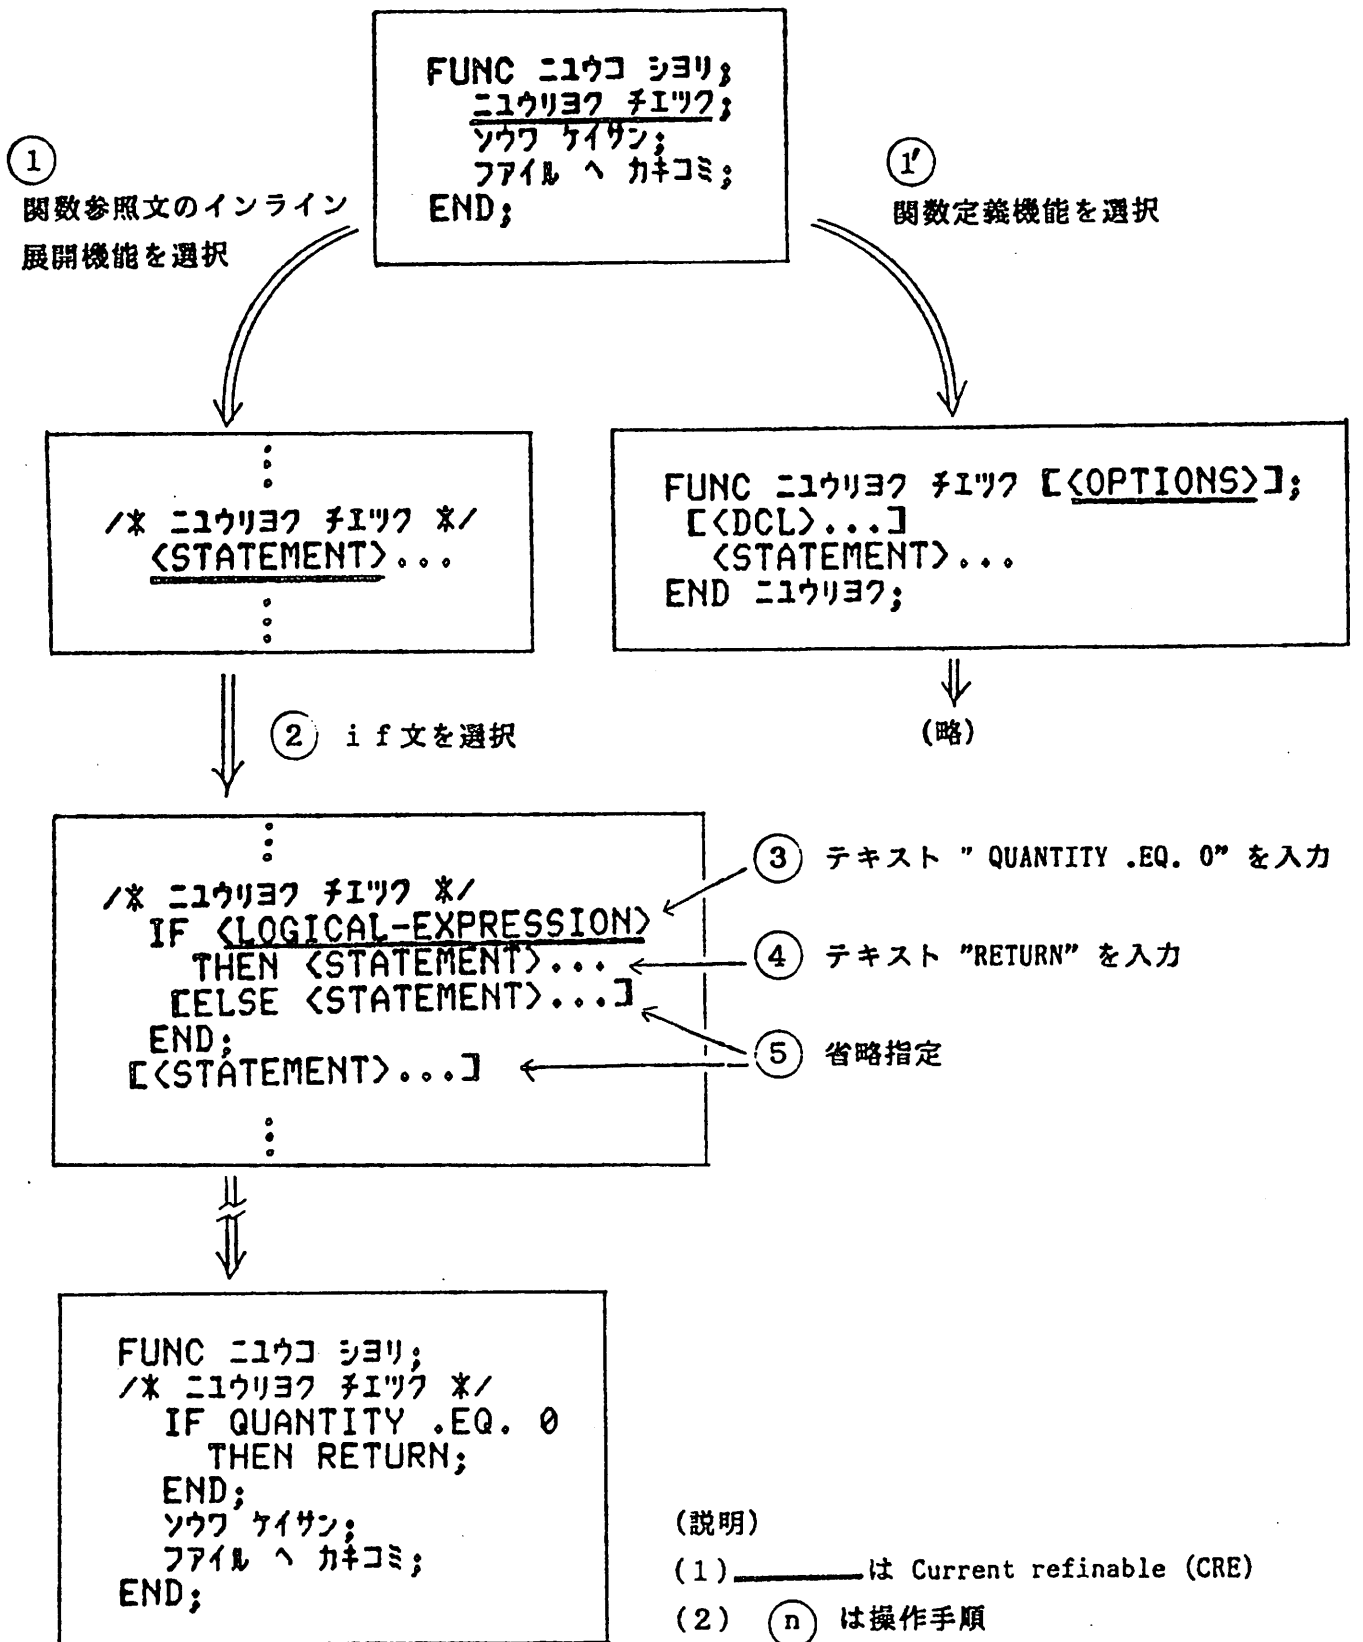 FUNC ニユウコ シヨリ;
ニユウリヨク チエツク;
ソウワ ケイサン;
フアイル ヘ カキコミ;
END;
①
関数参照文のインライン
展開機能を選択
①′
関数定義機能を選択
/* ニユウリヨク チエツク */
<STATEMENT>...
FUNC ニユウリヨク チエツク [<OPTIONS>];
[<DCL>...]
<STATEMENT>...
END ニユウリヨク;
② if文を選択
(略)
/* ニユウリヨク チエツク */
IF <LOGICAL-EXPRESSION>
THEN <STATEMENT>...
[ELSE <STATEMENT>...]
END;
[<STATEMENT>...]
③ テキスト " QUANTITY .EQ. 0" を入力
④ テキスト "RETURN" を入力
⑤ 省略指定
FUNC ニユウコ シヨリ;
/* ニユウリヨク チエツク */
IF QUANTITY .EQ. 0
THEN RETURN;
END;
ソウワ ケイサン;
フアイル ヘ カキコミ;
END;
(説明)
(1) は Current refinable (CRE)
(2) ⓝ は操作手順